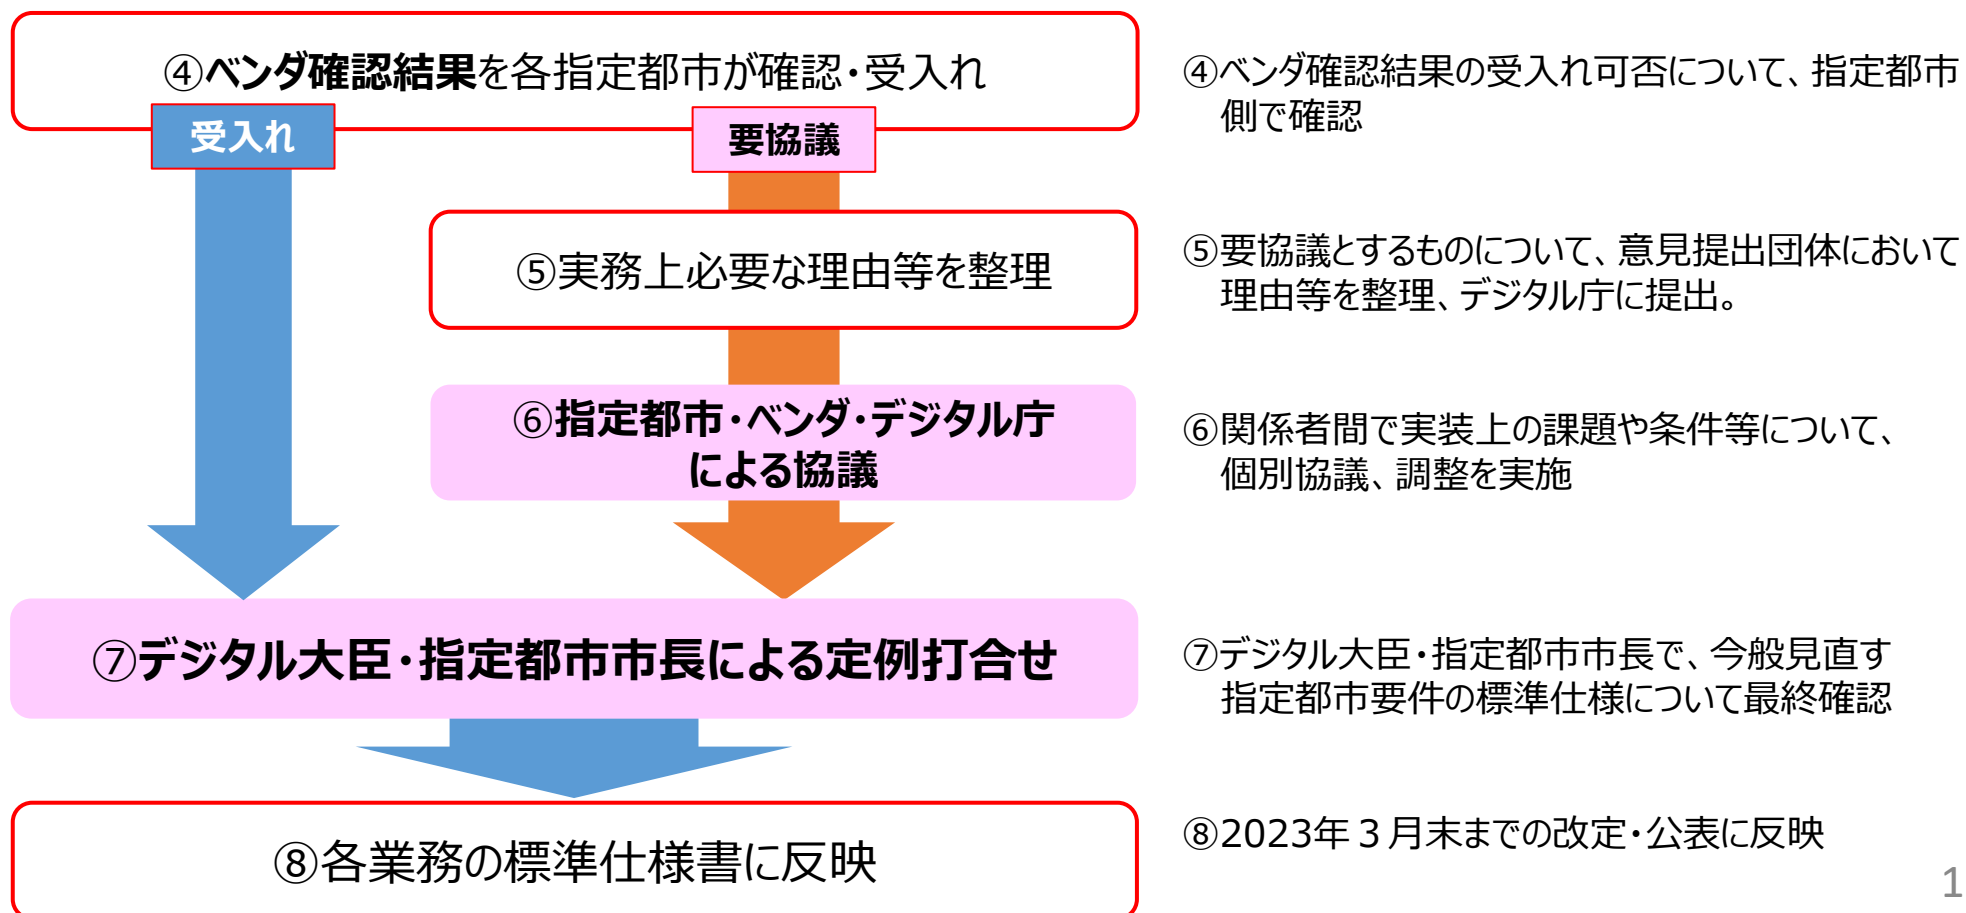 ④ベンダ確認結果を各指定都市が確認・受入れ
④ベンダ確認結果の受入れ可否について、指定都市
側で確認
受入れ
要協議
⑤実務上必要な理由等を整理
⑤要協議とするものについて、意見提出団体において
理由等を整理、デジタル庁に提出。
⑥指定都市・ベンダ・デジタル庁
による協議
⑥関係者間で実装上の課題や条件等について、
個別協議、調整を実施
⑦デジタル大臣・指定都市市長による定例打合せ
⑦デジタル大臣・指定都市市長で、今般見直す
指定都市要件の標準仕様について最終確認
⑧各業務の標準仕様書に反映
⑧2023年３月末までの改定・公表に反映
1